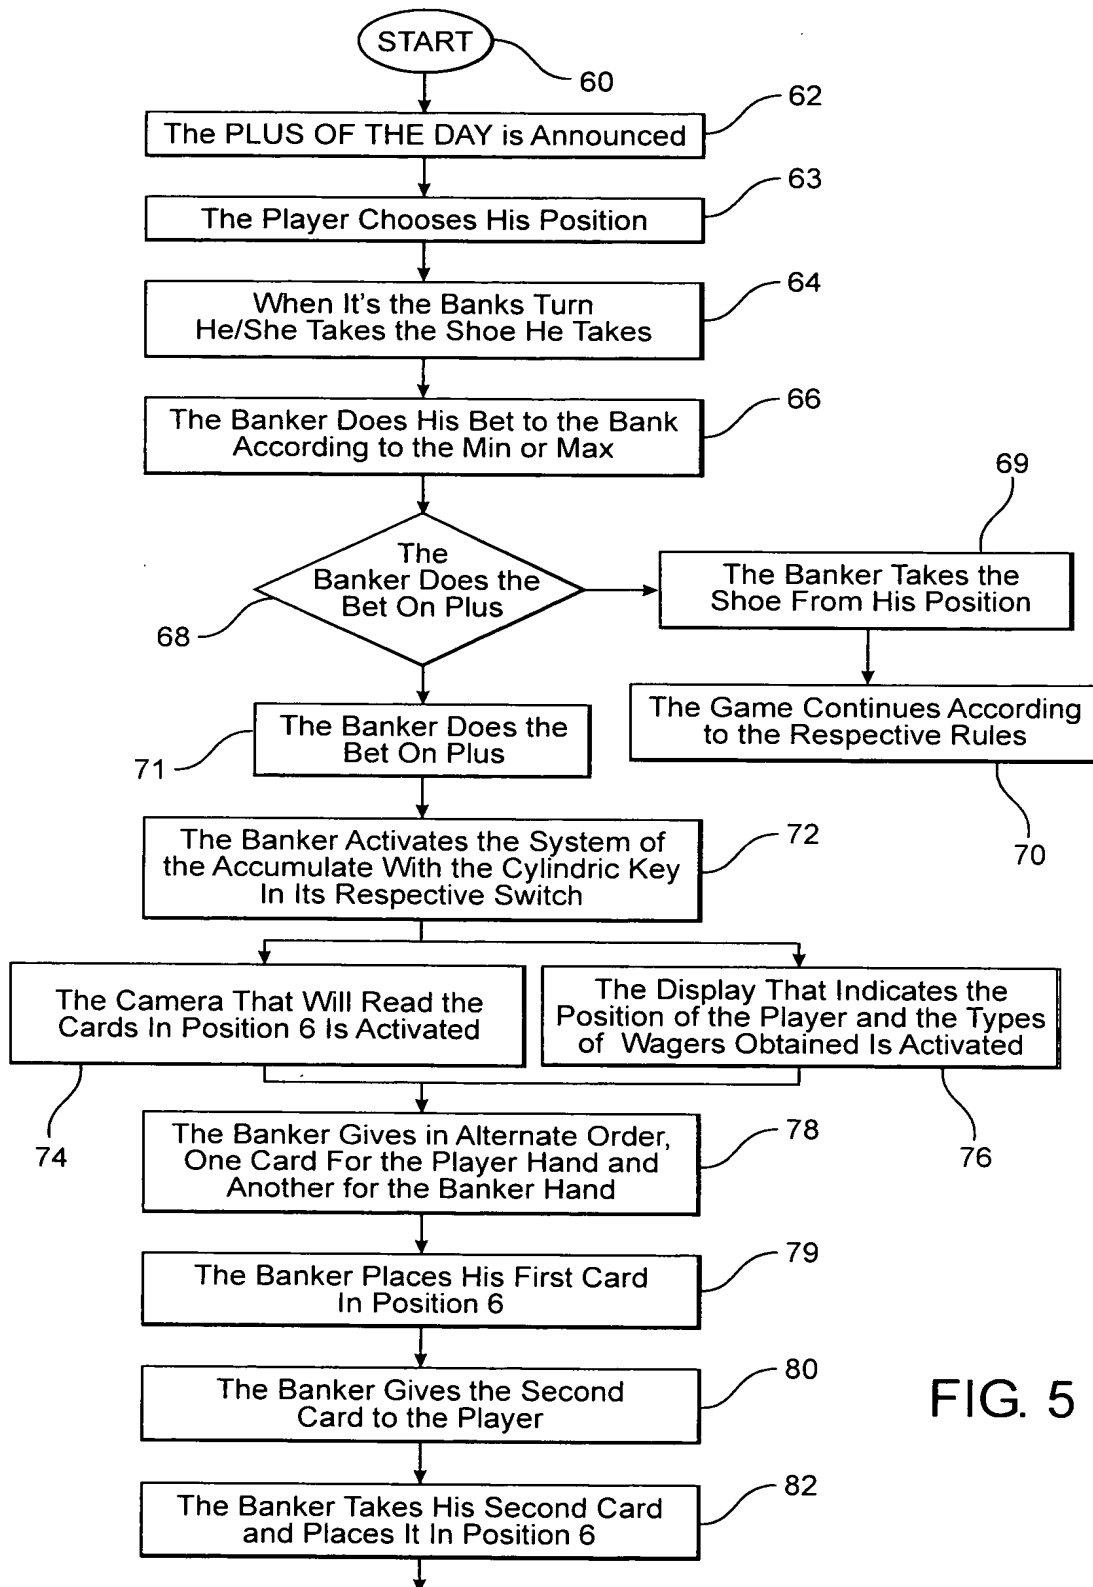 START
60
62
The PLUS OF THE DAY is Announced
63
The Player Chooses His Position
64
When It's the Banks Turn
He/She Takes the Shoe He Takes
66
The Banker Does His Bet to the Bank
According to the Min or Max
69
The
Banker Does the
Bet On Plus
68
The Banker Takes the
Shoe From His Position
The Game Continues According
to the Respective Rules
70
The Banker Does the
Bet On Plus
71
72
The Banker Activates the System of
the Accumulate With the Cylindric Key
In Its Respective Switch
The Camera That Will Read the
Cards In Position 6 Is Activated
74
The Display That Indicates the
Position of the Player and the Types
of Wagers Obtained Is Activated
76
78
The Banker Gives in Alternate Order,
One Card For the Player Hand and
Another for the Banker Hand
79
The Banker Places His First Card
In Position 6
80
The Banker Gives the Second
Card to the Player
82
The Banker Takes His Second Card
and Places It In Position 6
FIG. 5